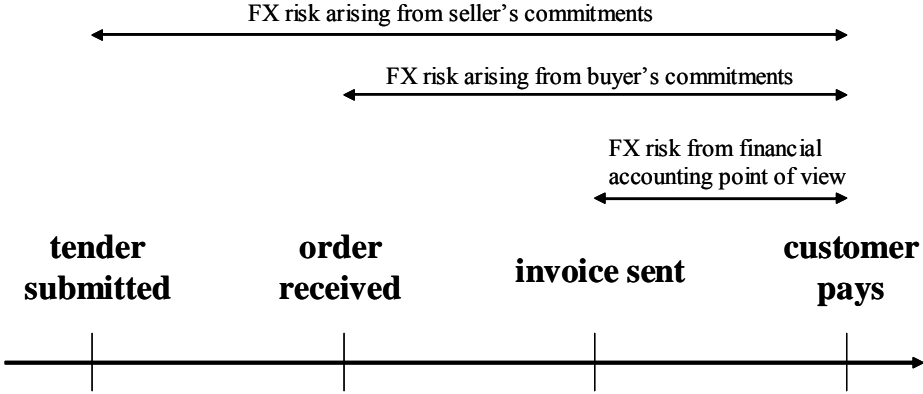 FX risk arising from seller’s commitments
FX risk arising from buyer’s commitments
FX risk from financial
accounting point of view
tender
submitted
order
received
invoice sent
customer
pays